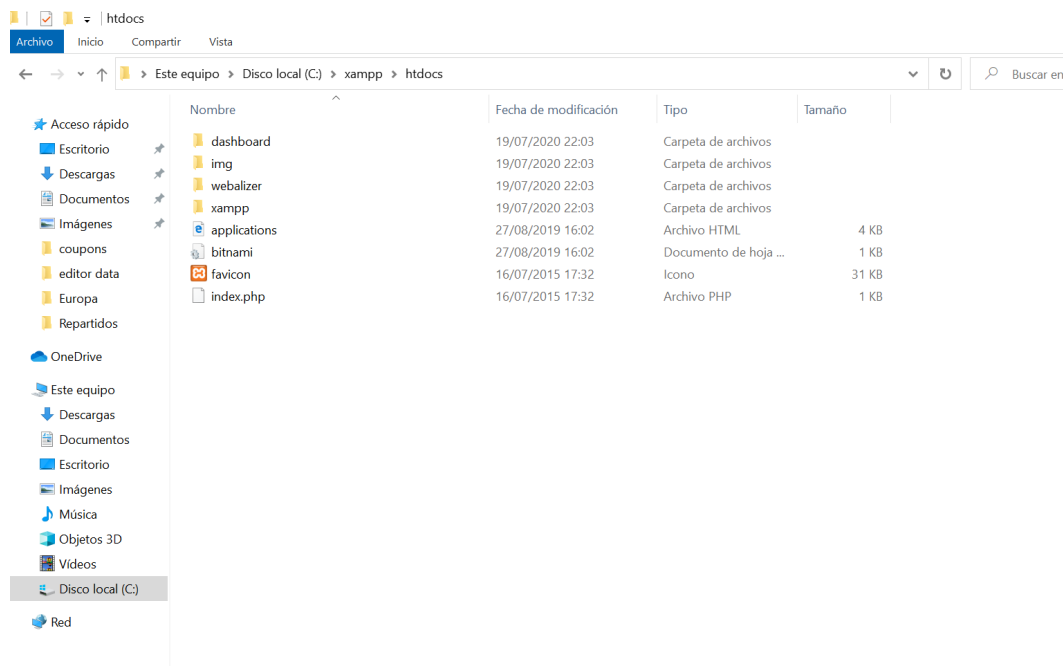 htdocs
Archivo Inicio Compartir Vista
Este equipo > Disco local (C:) > xampp > htdocs Buscar en
Nombre Fecha de modificación Tipo Tamaño
Acceso rápido
Escritorio
Descargas
Documentos
Imágenes
coupons
editor data
Europa
Repartidos
OneDrive
Este equipo
Descargas
Documentos
Escritorio
Imágenes
Música
Objetos 3D
Vídeos
Disco local (C:)
Red
dashboard 19/07/2020 22:03 Carpeta de archivos
img 19/07/2020 22:03 Carpeta de archivos
webalizer 19/07/2020 22:03 Carpeta de archivos
xampp 19/07/2020 22:03 Carpeta de archivos
applications 27/08/2019 16:02 Archivo HTML 4 KB
bitnami 27/08/2019 16:02 Documento de hoja ... 1 KB
favicon 16/07/2015 17:32 Icono 31 KB
index.php 16/07/2015 17:32 Archivo PHP 1 KB